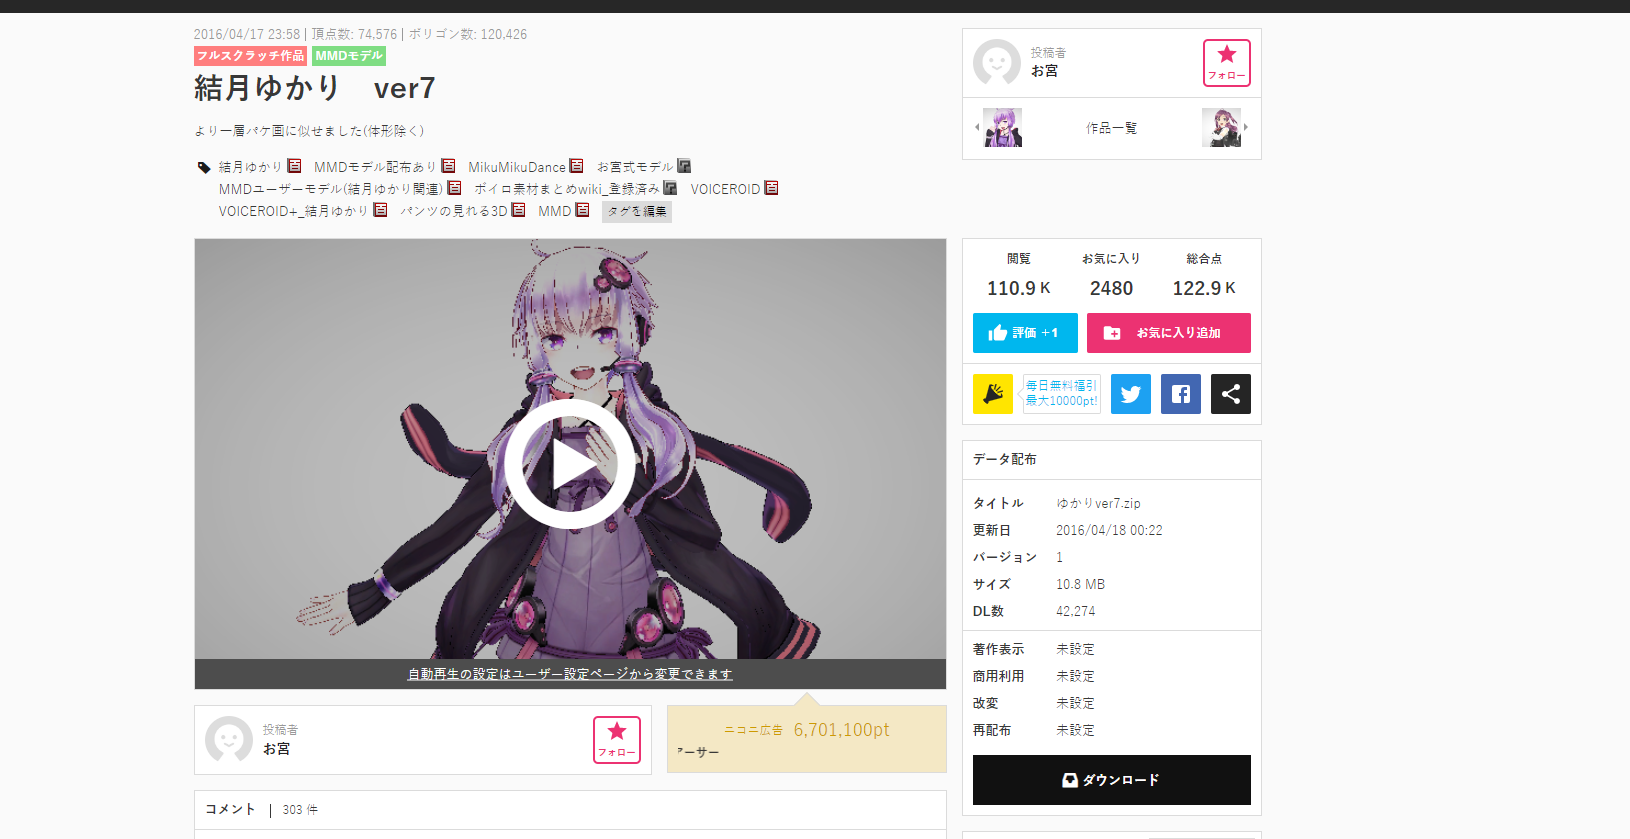 2016/04/17 23:58 | 頂点数: 74,576 | ポリゴン数: 120,426
フルスクラッチ作品 MMDモデル
結月ゆかり　ver7
より一層パケ画に似せました(体形除く)
結月ゆかり MMDモデル配布あり MikuMikuDance お宮式モデル
MMDユーザーモデル(結月ゆかり関連) ボイロ素材まとめwiki_登録済み VOICEROID
VOICEROID+_結月ゆかり パンツの見れる3D MMD タグを編集
自動再生の設定はユーザー設定ページから変更できます
投稿者
お宮
フォロー
ニコニ広告 6,701,100pt
アーサー
コメント | 303 件
投稿者
お宮
フォロー
作品一覧
閲覧 お気に入り 総合点
110.9 K 2480 122.9 K
評価 +1 お気に入り追加
毎日無料福引
最大10000pt!
データ配布
タイトル ゆかりver7.zip
更新日 2016/04/18 00:22
バージョン 1
サイズ 10.8 MB
DL数 42,274
著作表示 未設定
商用利用 未設定
改変 未設定
再配布 未設定
ダウンロード